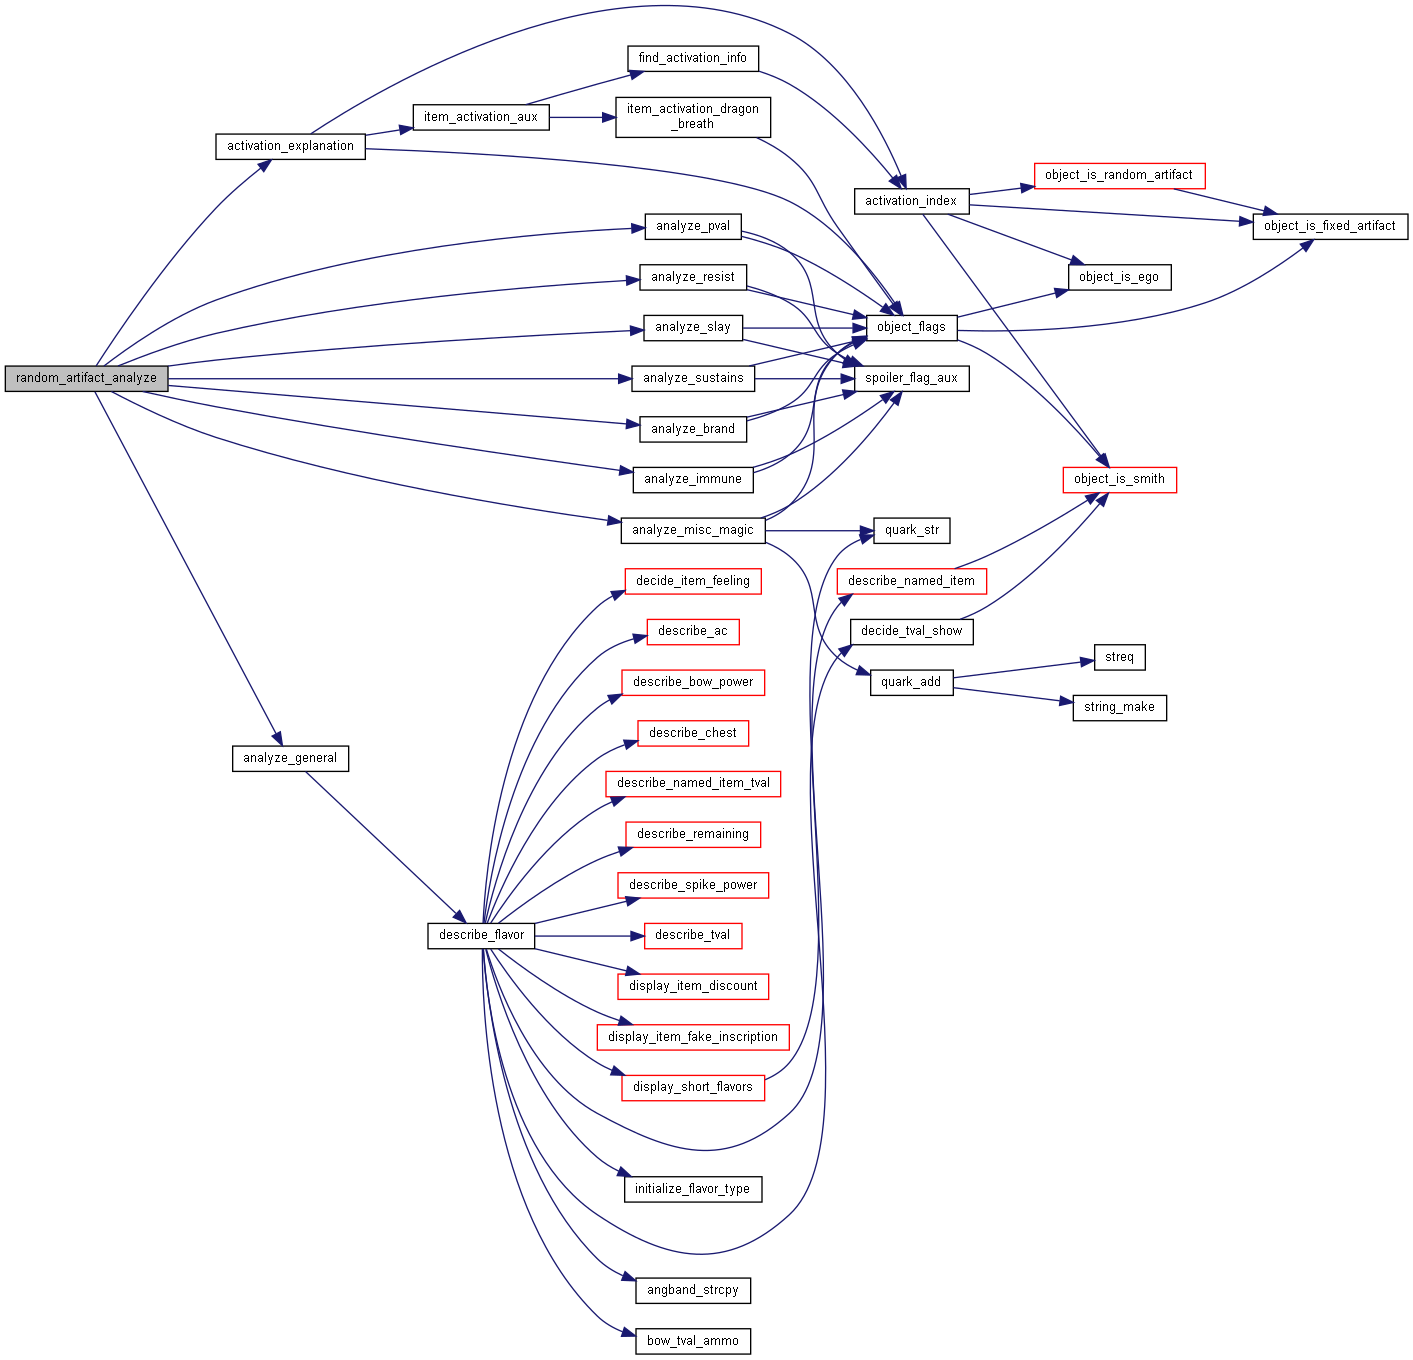 random_artifact_analyze
activation_explanation
item_activation_aux
find_activation_info
item_activation_dragon
_breath
activation_index
object_is_random_artifact
object_is_fixed_artifact
object_is_ego
analyze_pval
analyze_resist
analyze_slay
analyze_sustains
analyze_brand
analyze_immune
analyze_misc_magic
object_flags
spoiler_flag_aux
object_is_smith
quark_str
describe_named_item
decide_tval_show
quark_add
streq
string_make
analyze_general
describe_flavor
decide_item_feeling
describe_ac
describe_bow_power
describe_chest
describe_named_item_tval
describe_remaining
describe_spike_power
describe_tval
display_item_discount
display_item_fake_inscription
display_short_flavors
initialize_flavor_type
angband_strcpy
bow_tval_ammo